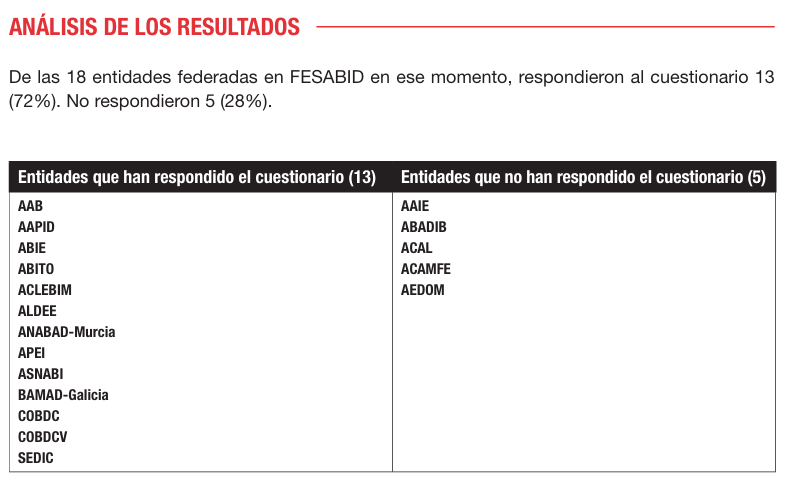 ANÁLISIS DE LOS RESULTADOS
De las 18 entidades federadas en FESABID en ese momento, respondieron al cuestionario 13
(72%). No respondieron 5 (28%).
Entidades que han respondido el cuestionario (13)
Entidades que no han respondido el cuestionario (5)
AAB
AAPID
ABIE
ABITO
ACLEBIM
ALDEE
ANABAD-Murcia
APEI
ASNABI
BAMAD-Galicia
COBDC
COBDCV
SEDIC
AAIE
ABADIB
ACAL
ACAMFE
AEDOM